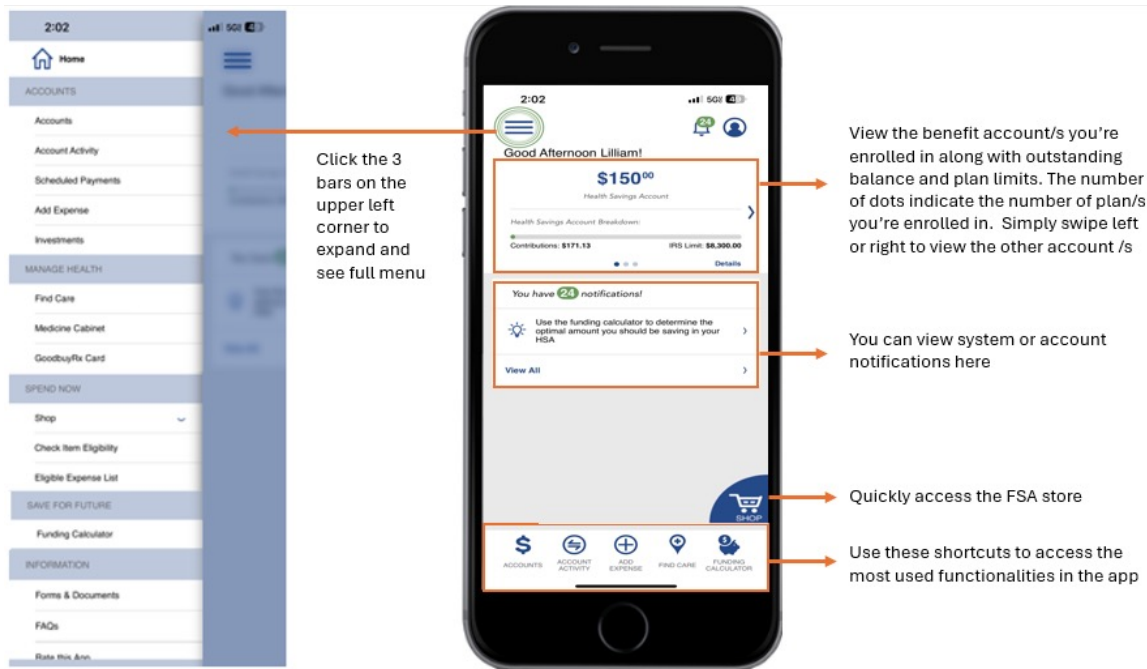 2:02
5G
Home
ACCOUNTS
Accounts
Account Activity
Scheduled Payments
Add Expense
Investments
MANAGE HEALTH
Find Care
Medicine Cabinet
GoodbuyRx Card
SPEND NOW
Shop
Check Item Eligibility
Eligible Expense List
SAVE FOR FUTURE
Funding Calculator
INFORMATION
Forms & Documents
FAQs
Rate this App
Click the 3
bars on the
upper left
corner to
expand and
see full menu
2:02
5G
24
Good Afternoon Lilliam!
$150⁰⁰
Health Savings Account
Health Savings Account Breakdown:
Contributions: $171.13 IRS Limit: $8,300.00
Details
You have 24 notifications!
Use the funding calculator to determine the
optimal amount you should be saving in your
HSA
View All
SHOP
ACCOUNTS
ACCOUNT
ACTIVITY
ADD
EXPENSE
FIND CARE
FUNDING
CALCULATOR
View the benefit account/s you’re
enrolled in along with outstanding
balance and plan limits. The number
of dots indicate the number of plan/s
you’re enrolled in. Simply swipe left
or right to view the other account /s
You can view system or account
notifications here
Quickly access the FSA store
Use these shortcuts to access the
most used functionalities in the app